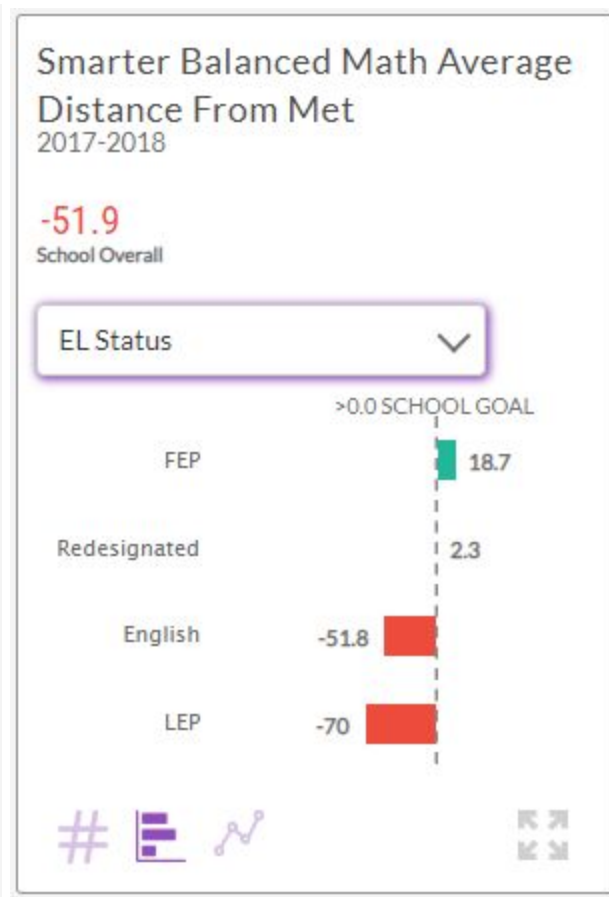 Smarter Balanced Math Average
Distance From Met
2017-2018
-51.9
School Overall
EL Status
>0.0 SCHOOL GOAL
FEP 18.7
Redesignated 2.3
English -51.8
LEP -70